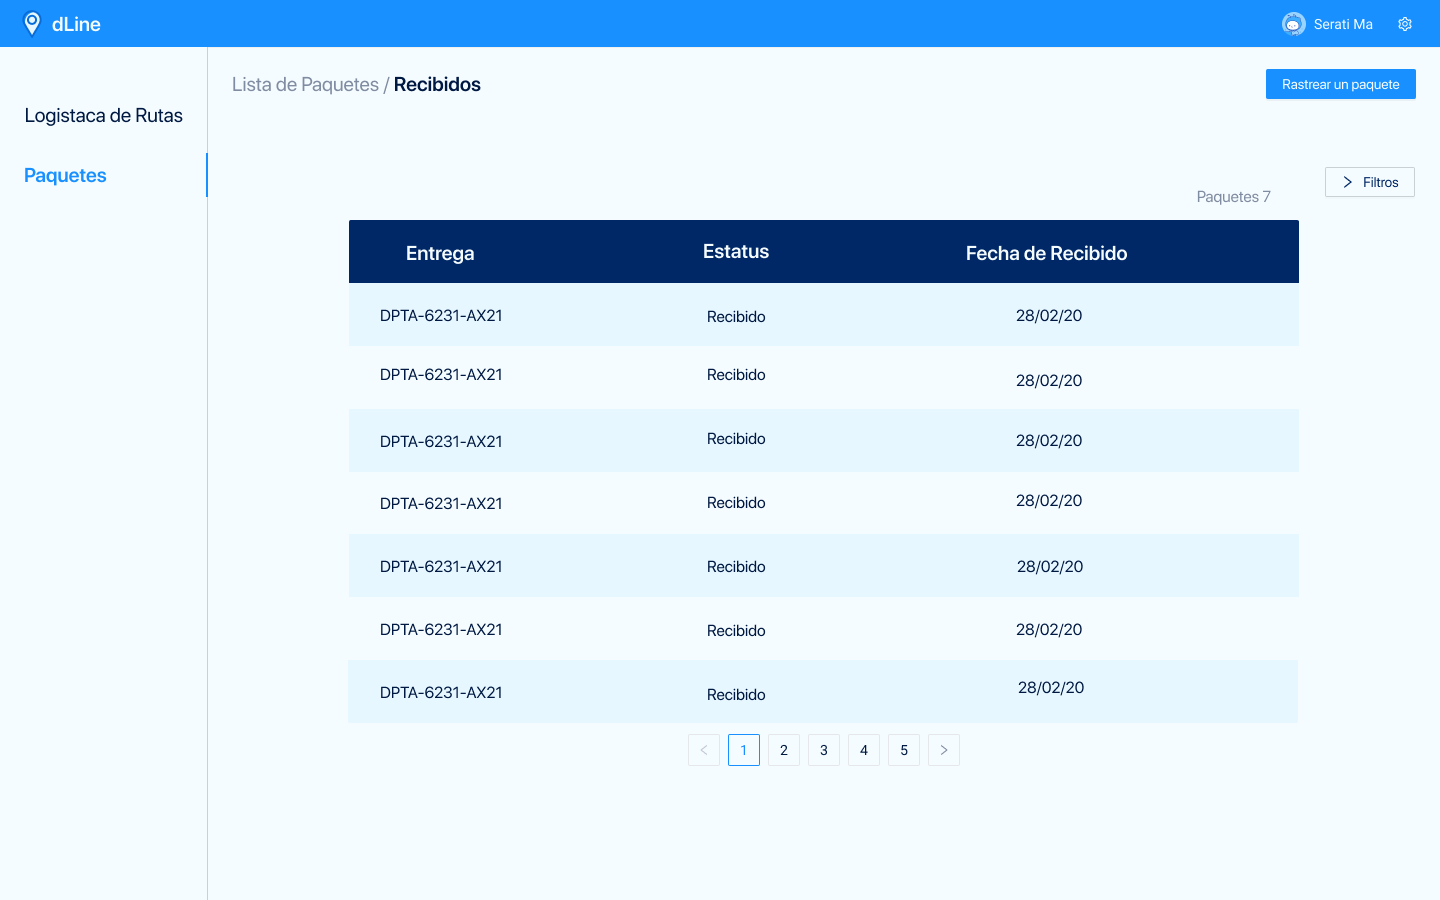 dLine
Serati Ma
Lista de Paquetes / Recibidos
Rastrear un paquete
Logistaca de Rutas
Paquetes
Filtros
Paquetes 7
Entrega Estatus Fecha de Recibido
DPTA-6231-AX21 Recibido 28/02/20
DPTA-6231-AX21 Recibido 28/02/20
DPTA-6231-AX21 Recibido 28/02/20
DPTA-6231-AX21 Recibido 28/02/20
DPTA-6231-AX21 Recibido 28/02/20
DPTA-6231-AX21 Recibido 28/02/20
DPTA-6231-AX21 Recibido 28/02/20
1 2 3 4 5